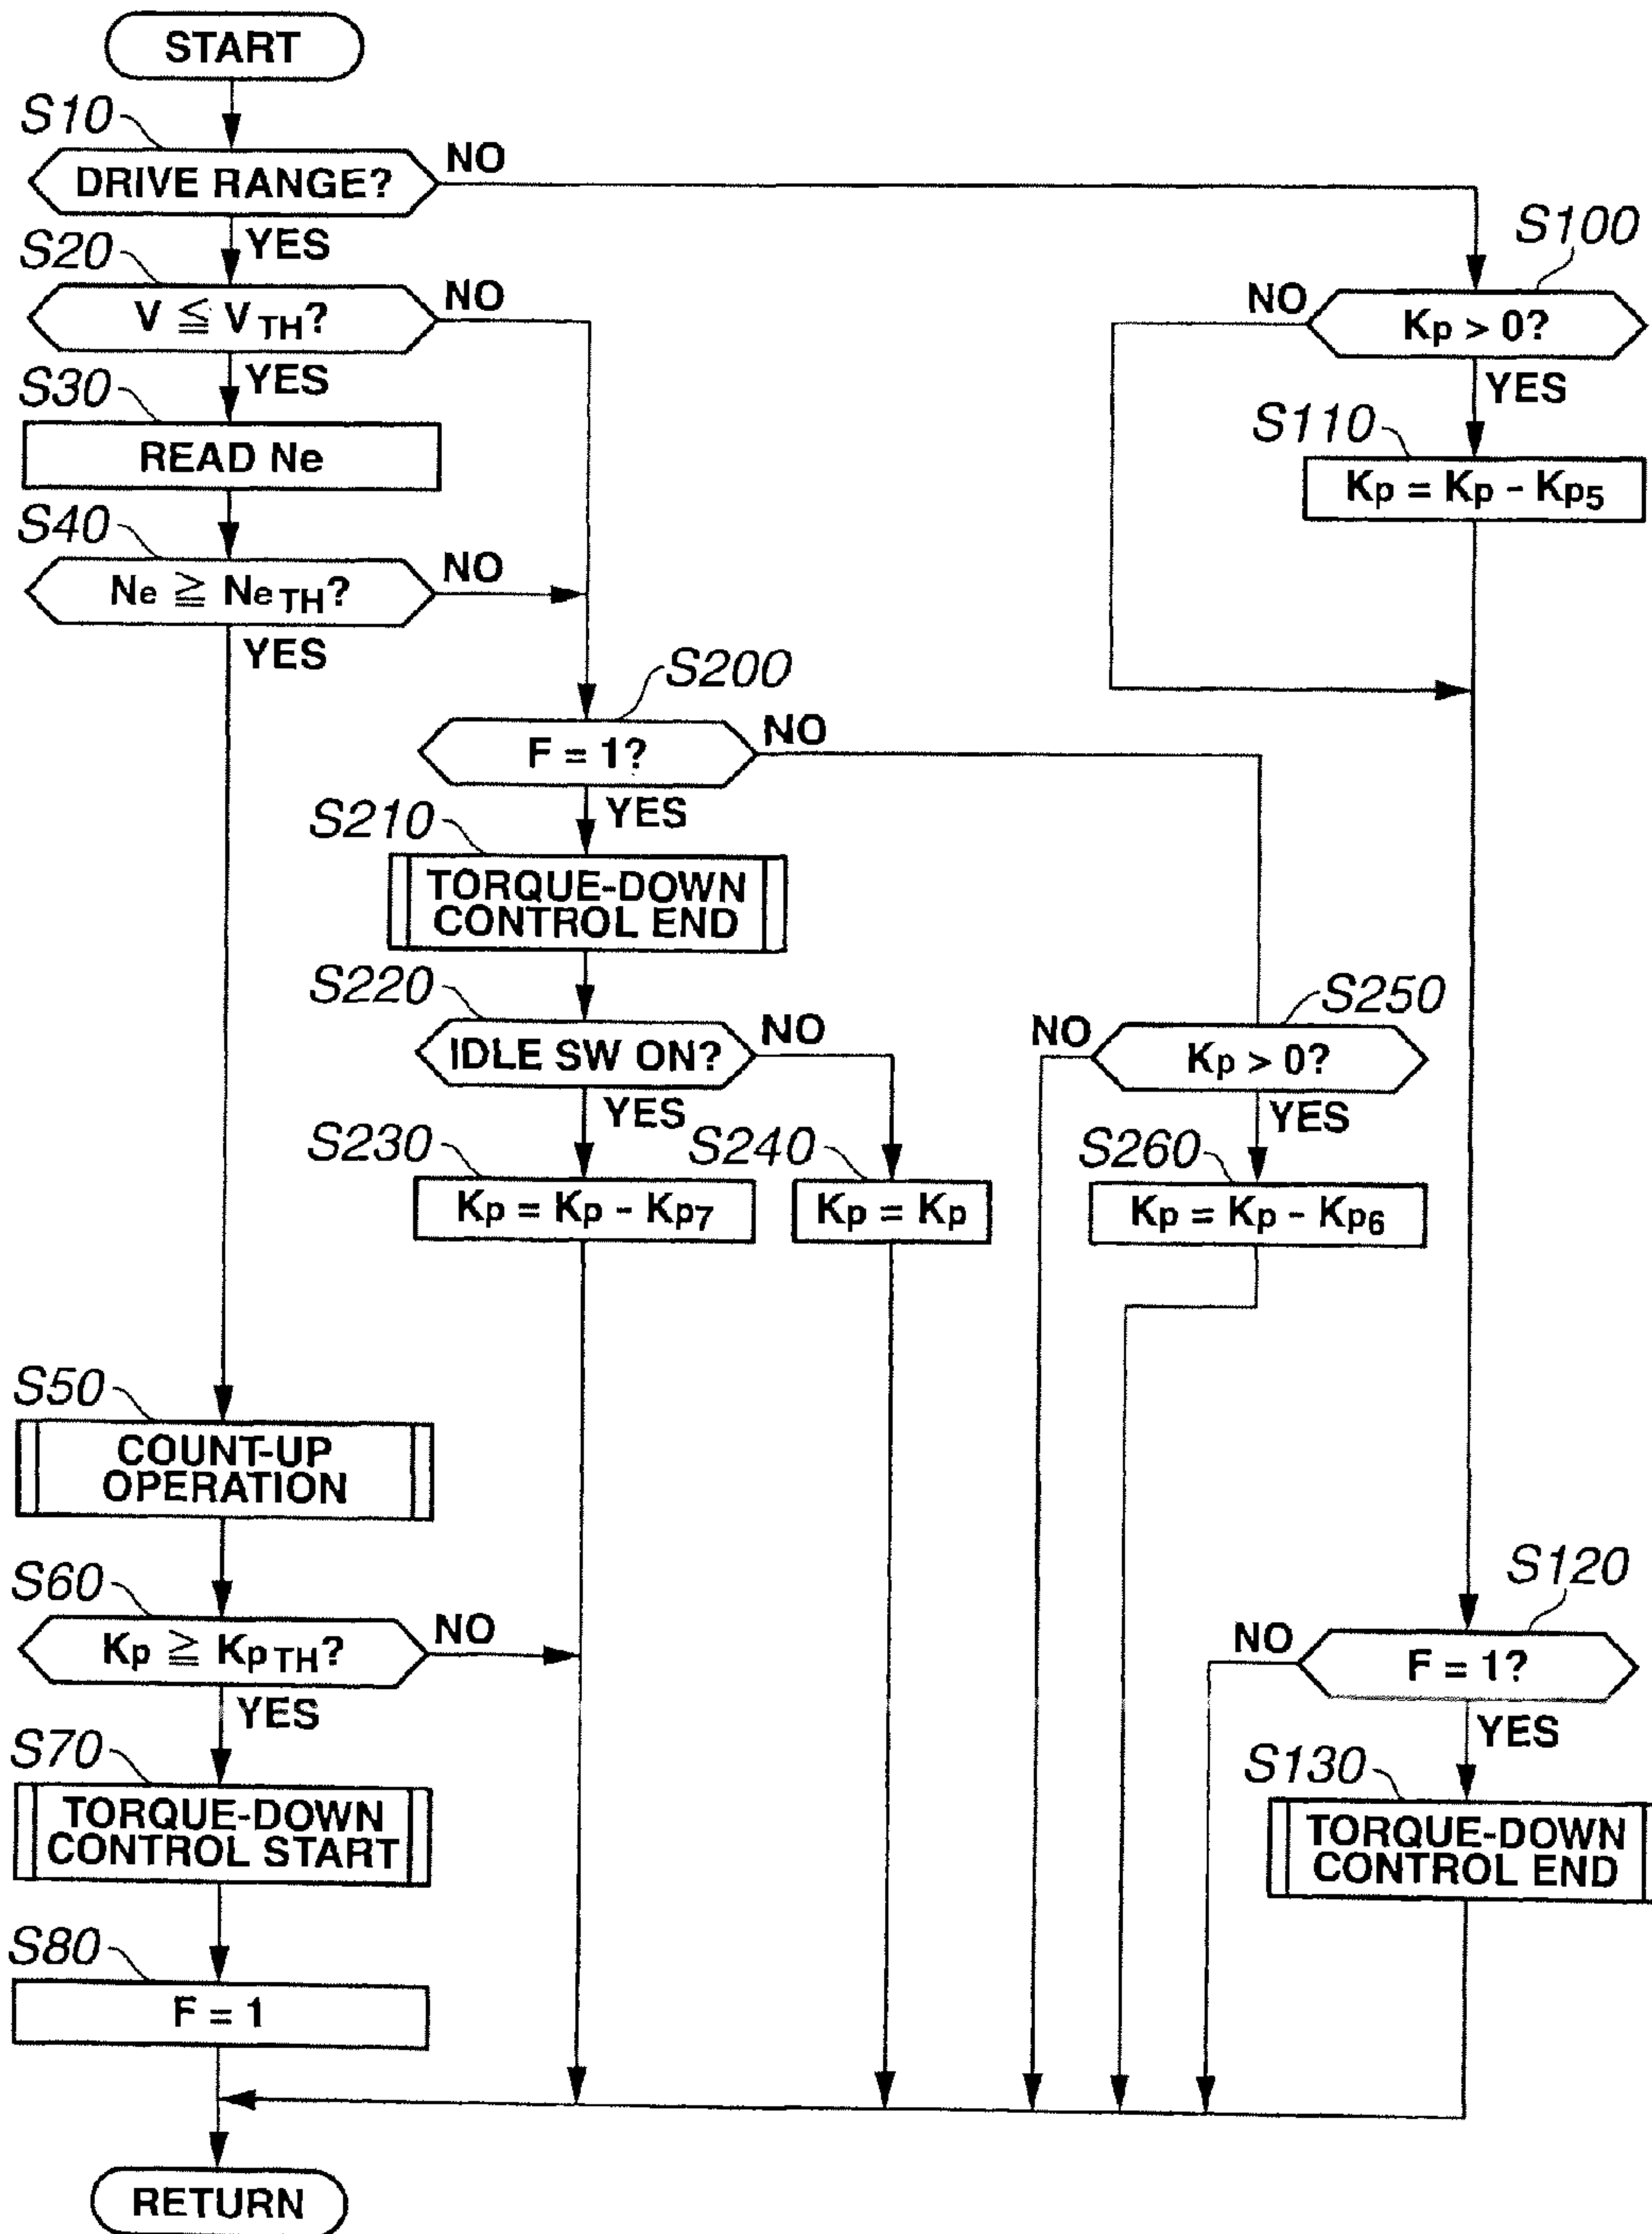 START
S10
DRIVE RANGE?
NO
YES
S20
V ≦ VTH?
NO
YES
S30
READ Ne
S40
Ne ≧ NeTH?
NO
YES
S100
Kp > 0?
NO
YES
S110
Kp = Kp - Kp5
S200
F = 1?
NO
YES
S210
TORQUE-DOWN
CONTROL END
S220
IDLE SW ON?
NO
YES
S230
Kp = Kp - Kp7
S240
Kp = Kp
S250
Kp > 0?
NO
YES
S260
Kp = Kp - Kp6
S50
COUNT-UP
OPERATION
S60
Kp ≧ KpTH?
NO
YES
S70
TORQUE-DOWN
CONTROL START
S80
F = 1
S120
F = 1?
NO
YES
S130
TORQUE-DOWN
CONTROL END
RETURN